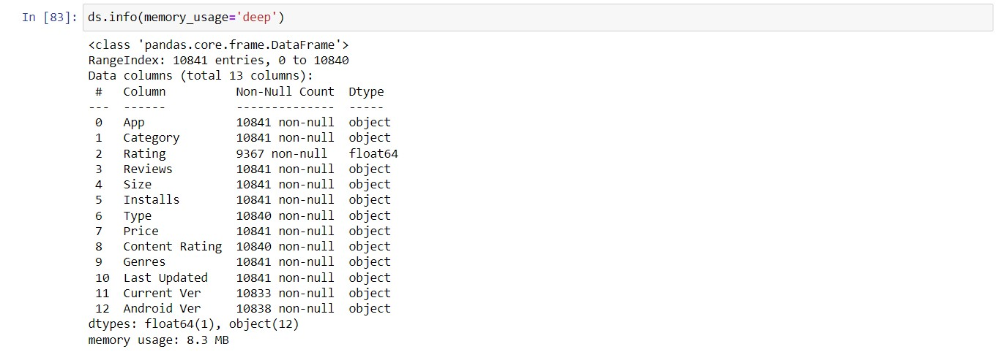 In [83]: ds.info(memory_usage='deep')
<class 'pandas.core.frame.DataFrame'>
RangeIndex: 10841 entries, 0 to 10840
Data columns (total 13 columns):
 #   Column          Non-Null Count  Dtype
---  ------          --------------  -----
 0   App             10841 non-null  object
 1   Category        10841 non-null  object
 2   Rating          9367 non-null   float64
 3   Reviews         10841 non-null  object
 4   Size            10841 non-null  object
 5   Installs        10841 non-null  object
 6   Type            10840 non-null  object
 7   Price           10841 non-null  object
 8   Content Rating  10840 non-null  object
 9   Genres          10841 non-null  object
 10  Last Updated    10841 non-null  object
 11  Current Ver     10833 non-null  object
 12  Android Ver     10838 non-null  object
dtypes: float64(1), object(12)
memory usage: 8.3 MB